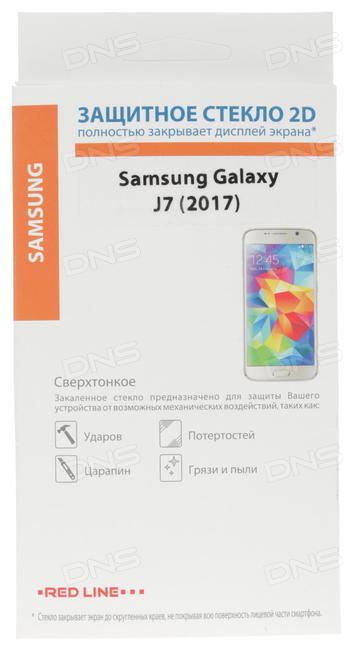 DNS
ЗАЩИТНОЕ СТЕКЛО 2D
полностью закрывает дисплей экрана*
SAMSUNG
Samsung Galaxy
J7 (2017)
12:45
Сверхтонкое
Закаленное стекло предназначено для защиты Вашего
устройства от возможных механических воздействий, таких как:
Ударов
Потертостей
Царапин
Грязи и пыли
RED LINE
* Стекло закрывает экран до скругленных краев, не покрывая всю поверхность лицевой части смартфона.